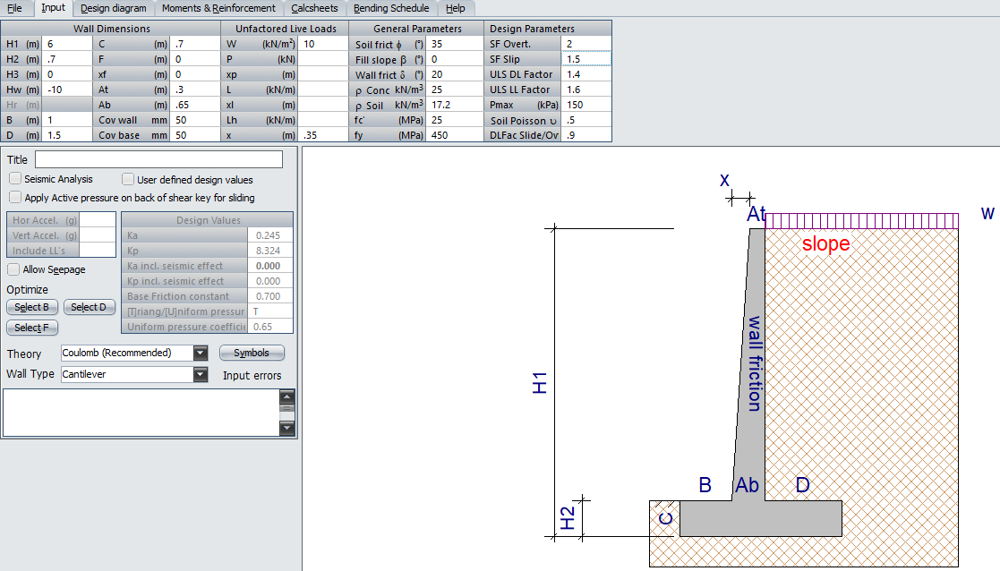 File Input Design diagram Moments & Reinforcement Calcsheets Bending Schedule Help
Wall Dimensions Unfactored Live Loads General Parameters Design Parameters
H1 (m) 6 C (m) .7 W (kN/m²) 10 Soil frict ϕ (°) 35 SF Overt. 2
H2 (m) .7 F (m) 0 P (kN) Fill slope β (°) 0 SF Slip 1.5
H3 (m) 0 xf (m) 0 xp (m) Wall frict δ (°) 20 ULS DL Factor 1.4
Hw (m) -10 At (m) .3 L (kN/m) ρ Conc kN/m³ 25 ULS LL Factor 1.6
Hr (m) Ab (m) .65 xl (m) ρ Soil kN/m³ 17.2 Pmax (kPa) 150
B (m) 1 Cov wall mm 50 Lh (kN/m) fc' (MPa) 25 Soil Poisson υ .5
D (m) 1.5 Cov base mm 50 x (m) .35 fy (MPa) 450 DLFac Slide/Ov .9
Title
Seismic Analysis User defined design values
Apply Active pressure on back of shear key for sliding
Hor Accel. (g)
Vert Accel. (g)
Include LL's
Design Values
Ka 0.245
Kp 8.324
Ka incl. seismic effect 0.000
Kp incl. seismic effect 0.000
Base Friction constant 0.700
[T]riang/[U]niform pressur T
Uniform pressure coefficie 0.65
Allow Seepage
Optimize
Select B Select D
Select F
Theory Coulomb (Recommended) Symbols
Wall Type Cantilever Input errors
x
At
w
slope
wall friction
H1
B Ab D
H2
C